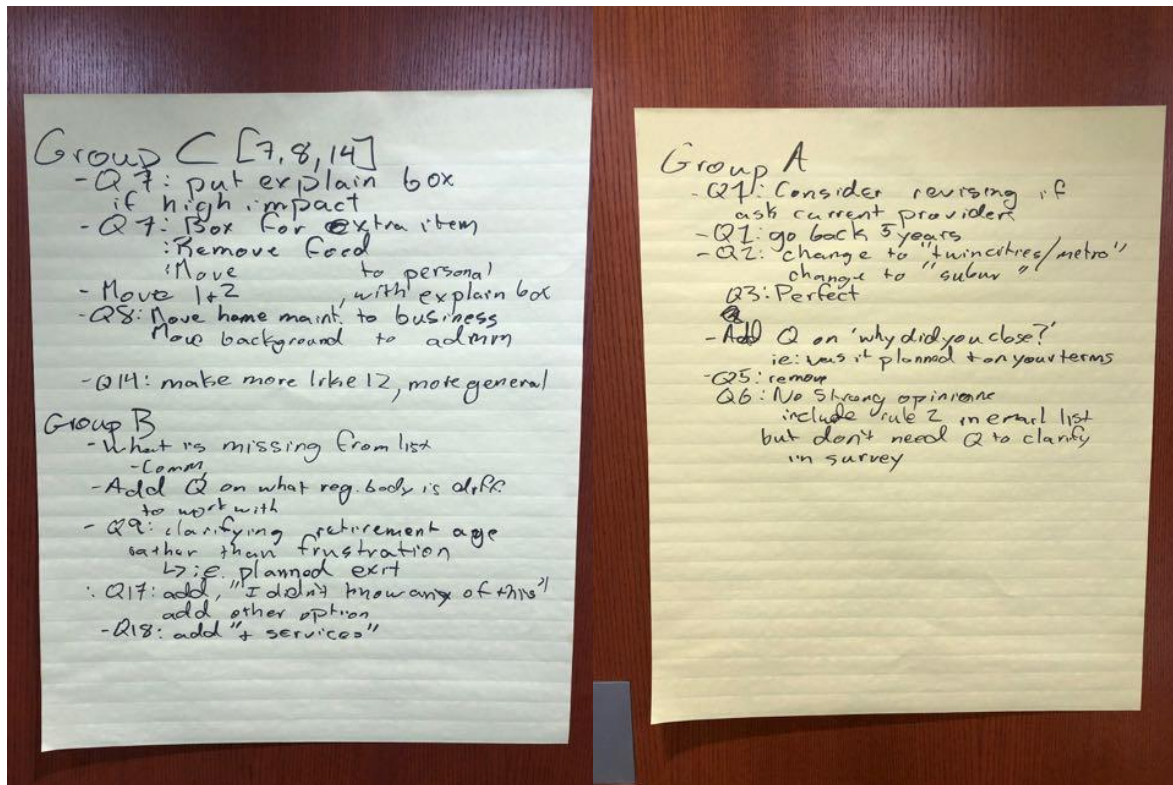 Group C [7, 8, 14]
- Q7: put explain box
if high impact
- Q7: Box for extra item
: Remove food
: Move to personal
- Move 1+2 , with explain box
- Q8: Move home maint. to business
Move background to admin
- Q14: make more like 12, more general
Group B
- What is missing from list
- Comm,
- Add Q on what reg. body is diff.
to work with
- Q9: clarifying retirement age
rather than frustration
↳ i.e. planned exit
: Q17: add, "I didn't know any of this"
add other option
- Q18: add "+ services"
Group A
- Q1: Consider revising if
ask current providers
- Q1: go back 5 years
- Q2: change to "twincities/metro"
change to "subur "
Q3: Perfect
- Add Q on 'why did you close?'
ie: was it planned + on your terms
- Q25: remove
Q6: No strong opinions
include rule 2 in email list
but don't need Q to clarify
in survey